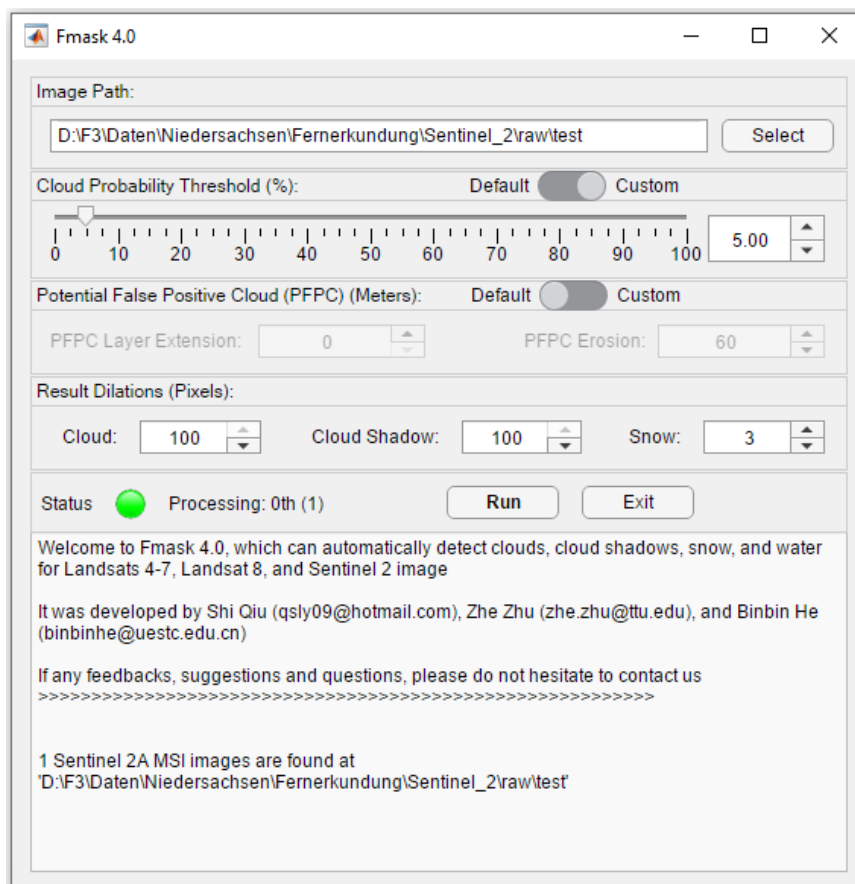 Fmask 4.0
Image Path:
D:\F3\Daten\Niedersachsen\Fernerkundung\Sentinel_2\raw\test Select
Cloud Probability Threshold (%): Default Custom
0 10 20 30 40 50 60 70 80 90 100 5.00
Potential False Positive Cloud (PFPC) (Meters): Default Custom
PFPC Layer Extension: 0 PFPC Erosion: 60
Result Dilations (Pixels):
Cloud: 100 Cloud Shadow: 100 Snow: 3
Status Processing: 0th (1) Run Exit
Welcome to Fmask 4.0, which can automatically detect clouds, cloud shadows, snow, and water
for Landsats 4-7, Landsat 8, and Sentinel 2 image
It was developed by Shi Qiu (qsly09@hotmail.com), Zhe Zhu (zhe.zhu@ttu.edu), and Binbin He
(binbinhe@uestc.edu.cn)
If any feedbacks, suggestions and questions, please do not hesitate to contact us
>>>>>>>>>>>>>>>>>>>>>>>>>>>>>>>>>>>>>>>>>>>>>>>>>>>>>>>>>>
1 Sentinel 2A MSI images are found at
'D:\F3\Daten\Niedersachsen\Fernerkundung\Sentinel_2\raw\test'